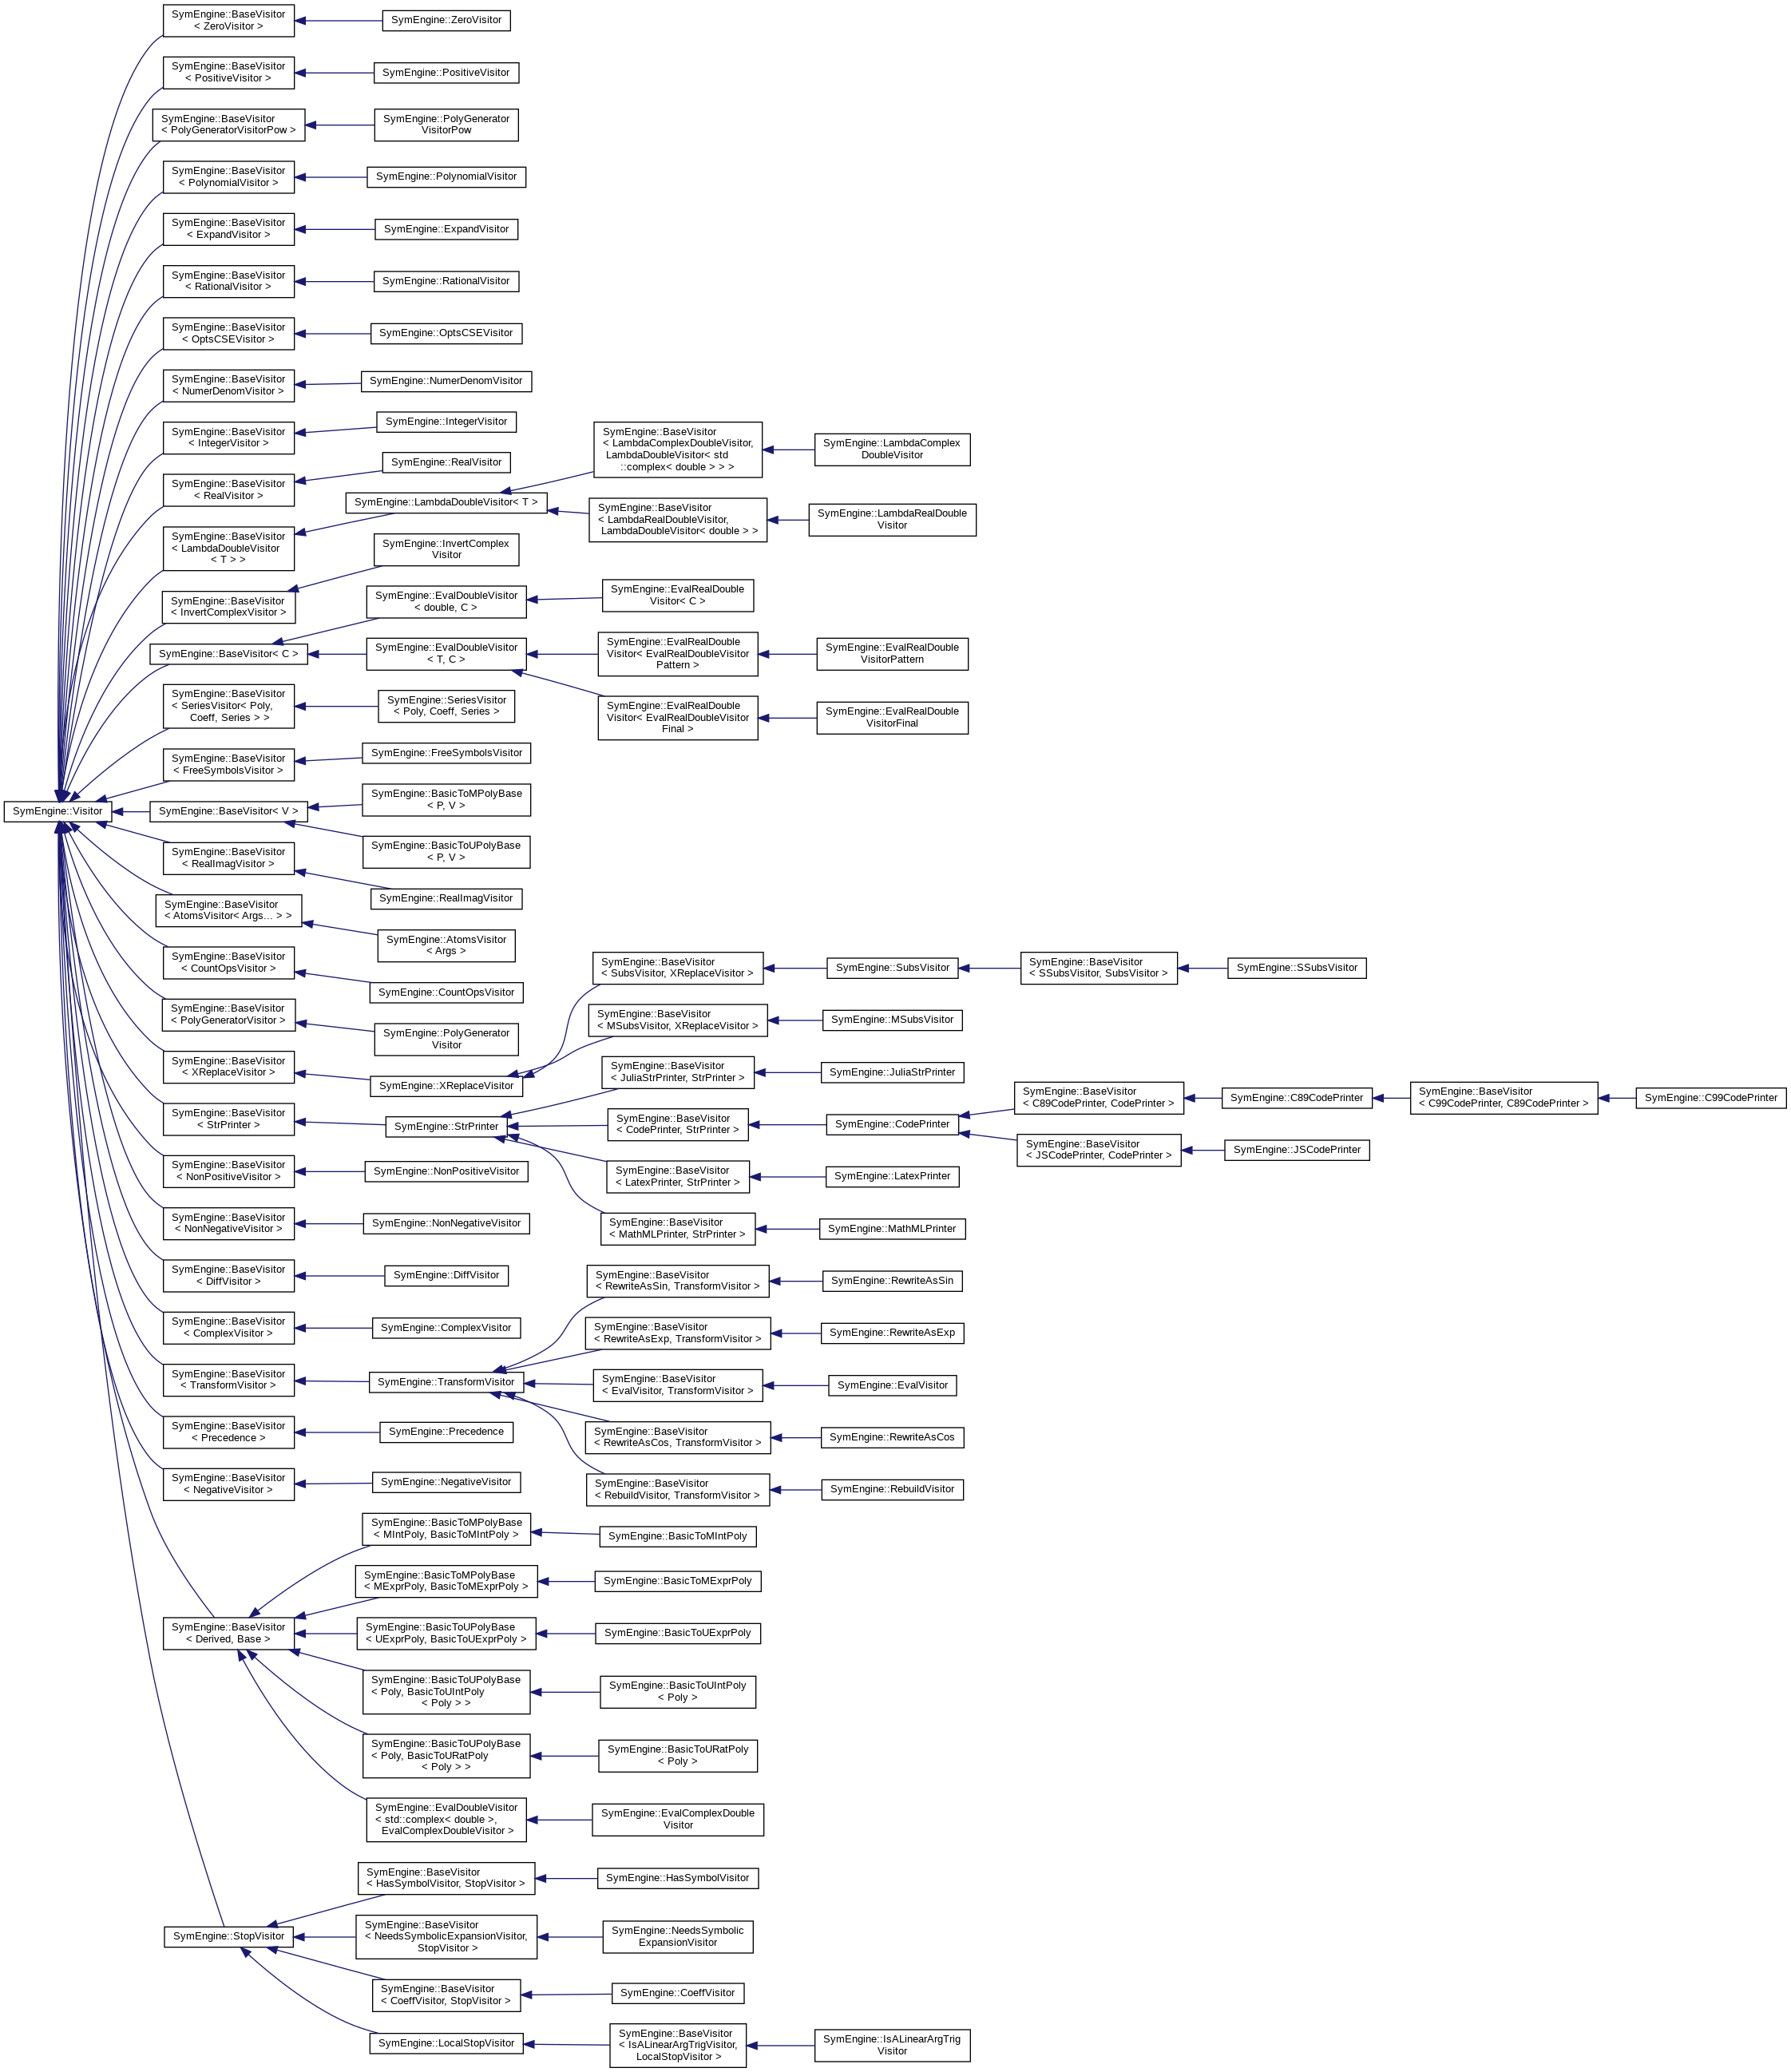 SymEngine::BaseVisitor
< ZeroVisitor >
SymEngine::ZeroVisitor
SymEngine::BaseVisitor
< PositiveVisitor >
SymEngine::PositiveVisitor
SymEngine::BaseVisitor
< PolyGeneratorVisitorPow >
SymEngine::PolyGenerator
VisitorPow
SymEngine::BaseVisitor
< PolynomialVisitor >
SymEngine::PolynomialVisitor
SymEngine::BaseVisitor
< ExpandVisitor >
SymEngine::ExpandVisitor
SymEngine::BaseVisitor
< RationalVisitor >
SymEngine::RationalVisitor
SymEngine::BaseVisitor
< OptsCSEVisitor >
SymEngine::OptsCSEVisitor
SymEngine::BaseVisitor
< NumerDenomVisitor >
SymEngine::NumerDenomVisitor
SymEngine::BaseVisitor
< IntegerVisitor >
SymEngine::IntegerVisitor
SymEngine::BaseVisitor
< RealVisitor >
SymEngine::RealVisitor
SymEngine::BaseVisitor
< LambdaDoubleVisitor
< T > >
SymEngine::LambdaDoubleVisitor< T >
SymEngine::BaseVisitor
< LambdaComplexDoubleVisitor,
LambdaDoubleVisitor< std
::complex< double > > >
SymEngine::LambdaComplex
DoubleVisitor
SymEngine::BaseVisitor
< LambdaRealDoubleVisitor,
LambdaDoubleVisitor< double > >
SymEngine::LambdaRealDouble
Visitor
SymEngine::BaseVisitor
< InvertComplexVisitor >
SymEngine::InvertComplex
Visitor
SymEngine::BaseVisitor< C >
SymEngine::EvalDoubleVisitor
< double, C >
SymEngine::EvalRealDouble
Visitor< C >
SymEngine::EvalDoubleVisitor
< T, C >
SymEngine::EvalRealDouble
Visitor< EvalRealDoubleVisitor
Pattern >
SymEngine::EvalRealDouble
VisitorPattern
SymEngine::EvalRealDouble
Visitor< EvalRealDoubleVisitor
Final >
SymEngine::EvalRealDouble
VisitorFinal
SymEngine::BaseVisitor
< SeriesVisitor< Poly,
Coeff, Series > >
SymEngine::SeriesVisitor
< Poly, Coeff, Series >
SymEngine::BaseVisitor
< FreeSymbolsVisitor >
SymEngine::FreeSymbolsVisitor
SymEngine::Visitor
SymEngine::BaseVisitor< V >
SymEngine::BasicToMPolyBase
< P, V >
SymEngine::BasicToUPolyBase
< P, V >
SymEngine::BaseVisitor
< RealImagVisitor >
SymEngine::RealImagVisitor
SymEngine::BaseVisitor
< AtomsVisitor< Args... > >
SymEngine::AtomsVisitor
< Args >
SymEngine::BaseVisitor
< CountOpsVisitor >
SymEngine::CountOpsVisitor
SymEngine::BaseVisitor
< PolyGeneratorVisitor >
SymEngine::PolyGenerator
Visitor
SymEngine::BaseVisitor
< XReplaceVisitor >
SymEngine::XReplaceVisitor
SymEngine::BaseVisitor
< SubsVisitor, XReplaceVisitor >
SymEngine::SubsVisitor
SymEngine::BaseVisitor
< SSubsVisitor, SubsVisitor >
SymEngine::SSubsVisitor
SymEngine::BaseVisitor
< MSubsVisitor, XReplaceVisitor >
SymEngine::MSubsVisitor
SymEngine::BaseVisitor
< StrPrinter >
SymEngine::StrPrinter
SymEngine::BaseVisitor
< JuliaStrPrinter, StrPrinter >
SymEngine::JuliaStrPrinter
SymEngine::BaseVisitor
< CodePrinter, StrPrinter >
SymEngine::CodePrinter
SymEngine::BaseVisitor
< C89CodePrinter, CodePrinter >
SymEngine::C89CodePrinter
SymEngine::BaseVisitor
< C99CodePrinter, C89CodePrinter >
SymEngine::C99CodePrinter
SymEngine::BaseVisitor
< JSCodePrinter, CodePrinter >
SymEngine::JSCodePrinter
SymEngine::BaseVisitor
< LatexPrinter, StrPrinter >
SymEngine::LatexPrinter
SymEngine::BaseVisitor
< MathMLPrinter, StrPrinter >
SymEngine::MathMLPrinter
SymEngine::BaseVisitor
< NonPositiveVisitor >
SymEngine::NonPositiveVisitor
SymEngine::BaseVisitor
< NonNegativeVisitor >
SymEngine::NonNegativeVisitor
SymEngine::BaseVisitor
< DiffVisitor >
SymEngine::DiffVisitor
SymEngine::BaseVisitor
< ComplexVisitor >
SymEngine::ComplexVisitor
SymEngine::BaseVisitor
< TransformVisitor >
SymEngine::TransformVisitor
SymEngine::BaseVisitor
< RewriteAsSin, TransformVisitor >
SymEngine::RewriteAsSin
SymEngine::BaseVisitor
< RewriteAsExp, TransformVisitor >
SymEngine::RewriteAsExp
SymEngine::BaseVisitor
< EvalVisitor, TransformVisitor >
SymEngine::EvalVisitor
SymEngine::BaseVisitor
< RewriteAsCos, TransformVisitor >
SymEngine::RewriteAsCos
SymEngine::BaseVisitor
< RebuildVisitor, TransformVisitor >
SymEngine::RebuildVisitor
SymEngine::BaseVisitor
< Precedence >
SymEngine::Precedence
SymEngine::BaseVisitor
< NegativeVisitor >
SymEngine::NegativeVisitor
SymEngine::BaseVisitor
< Derived, Base >
SymEngine::BasicToMPolyBase
< MIntPoly, BasicToMIntPoly >
SymEngine::BasicToMIntPoly
SymEngine::BasicToMPolyBase
< MExprPoly, BasicToMExprPoly >
SymEngine::BasicToMExprPoly
SymEngine::BasicToUPolyBase
< UExprPoly, BasicToUExprPoly >
SymEngine::BasicToUExprPoly
SymEngine::BasicToUPolyBase
< Poly, BasicToUIntPoly
< Poly > >
SymEngine::BasicToUIntPoly
< Poly >
SymEngine::BasicToUPolyBase
< Poly, BasicToURatPoly
< Poly > >
SymEngine::BasicToURatPoly
< Poly >
SymEngine::EvalDoubleVisitor
< std::complex< double >,
EvalComplexDoubleVisitor >
SymEngine::EvalComplexDouble
Visitor
SymEngine::StopVisitor
SymEngine::BaseVisitor
< HasSymbolVisitor, StopVisitor >
SymEngine::HasSymbolVisitor
SymEngine::BaseVisitor
< NeedsSymbolicExpansionVisitor,
StopVisitor >
SymEngine::NeedsSymbolic
ExpansionVisitor
SymEngine::BaseVisitor
< CoeffVisitor, StopVisitor >
SymEngine::CoeffVisitor
SymEngine::LocalStopVisitor
SymEngine::BaseVisitor
< IsALinearArgTrigVisitor,
LocalStopVisitor >
SymEngine::IsALinearArgTrig
Visitor